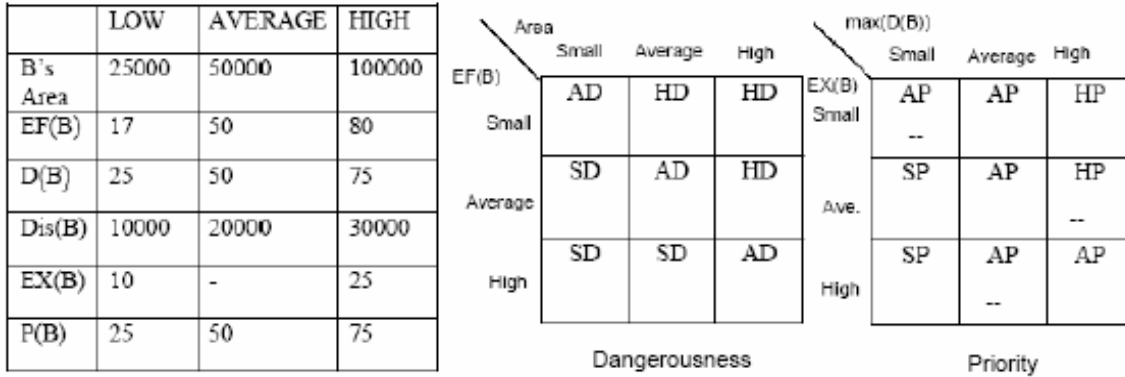 LOW AVERAGE HIGH
B's Area 25000 50000 100000
EF(B) 17 50 80
D(B) 25 50 75
Dis(B) 10000 20000 30000
EX(B) 10 - 25
P(B) 25 50 75
Area
Small Average High
EF(B)
Small AD HD HD
Average SD AD HD
High SD SD AD
Dangerousness
max(D(B))
Small Average High
EX(B)
Small AP AP HP
--
Ave. SP AP HP
--
High SP AP AP
--
Priority